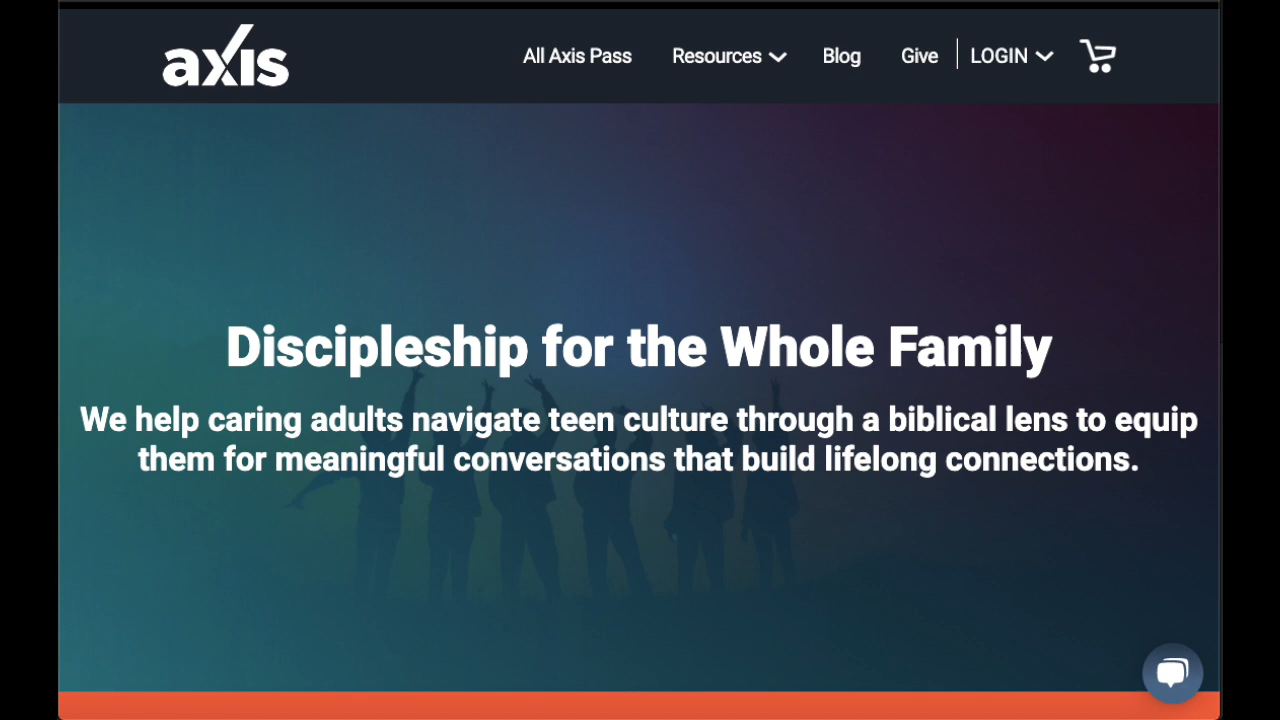 axis
All Axis Pass Resources Blog Give LOGIN
Discipleship for the Whole Family
We help caring adults navigate teen culture through a biblical lens to equip
them for meaningful conversations that build lifelong connections.